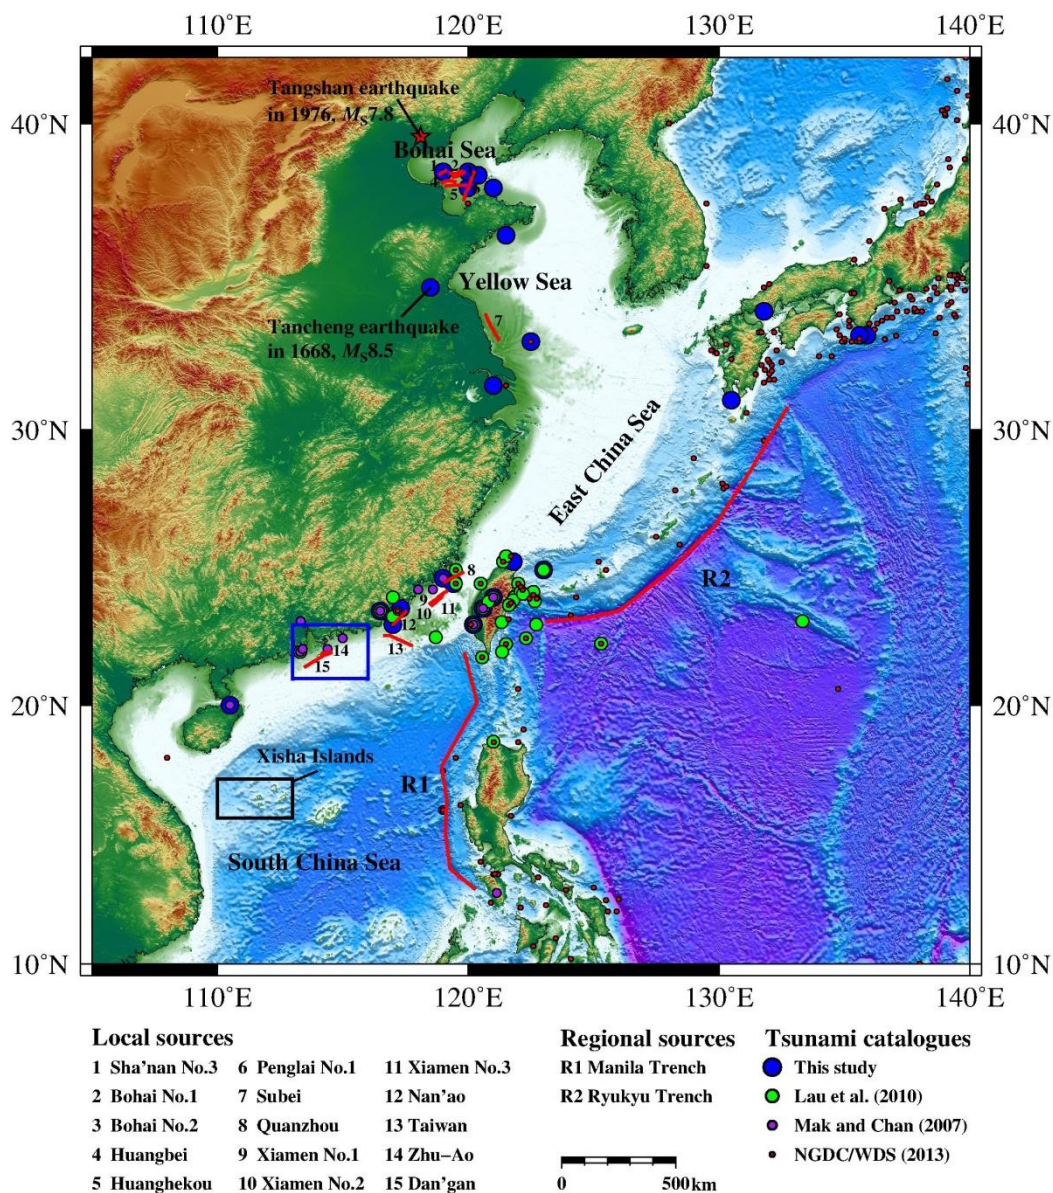 110°E 120°E 130°E 140°E
40°N 40°N
Tangshan earthquake
in 1976, MS7.8
Bohai Sea
1 2
5
Yellow Sea
7
Tancheng earthquake
in 1668, MS8.5
30°N 30°N
East China Sea
R2
8
9
10 11
12
13
14
15
20°N 20°N
Xisha Islands
R1
South China Sea
10°N 10°N
110°E 120°E 130°E 140°E
Local sources
1 Sha'nan No.3 6 Penglai No.1 11 Xiamen No.3
2 Bohai No.1 7 Subei 12 Nan'ao
3 Bohai No.2 8 Quanzhou 13 Taiwan
4 Huangbei 9 Xiamen No.1 14 Zhu-Ao
5 Huanghekou 10 Xiamen No.2 15 Dan'gan
Regional sources
R1 Manila Trench
R2 Ryukyu Trench
0 500km
Tsunami catalogues
This study
Lau et al. (2010)
Mak and Chan (2007)
NGDC/WDS (2013)